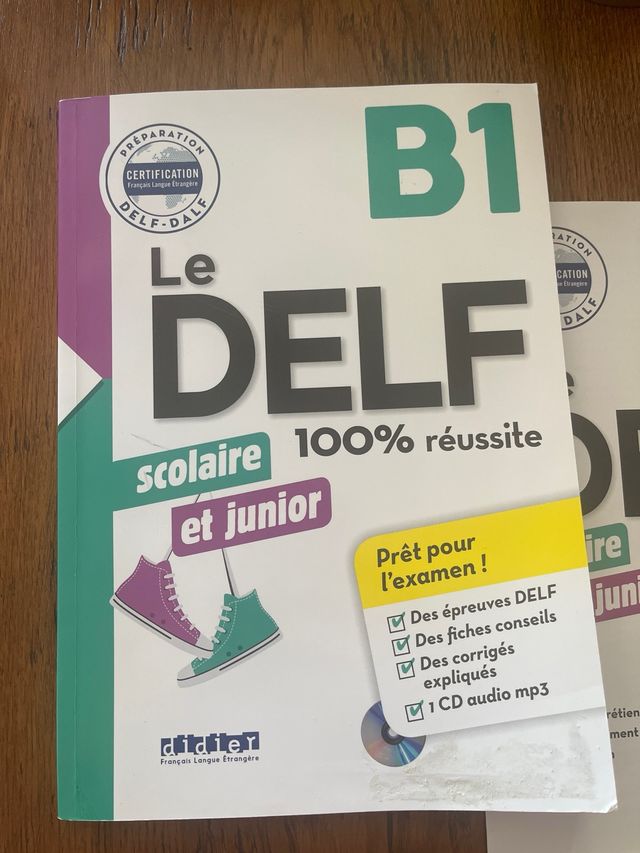 PRÉPARATION
CERTIFICATION
Français Langue Étrangère
DELF-DALF
B1
Le
DELF
100% réussite
scolaire
et junior
Prêt pour
l'examen !
Des épreuves DELF
Des fiches conseils
Des corrigés
expliqués
1 CD audio mp3
didier
Français Langue Étrangère